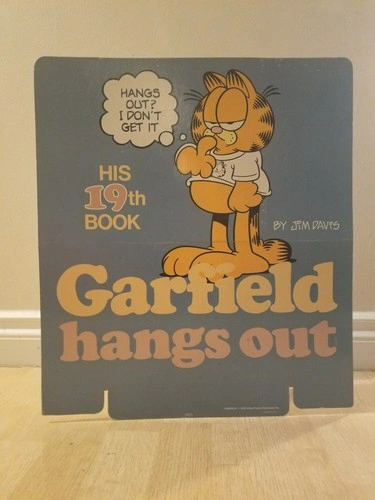 HANGS
OUT?
I DON'T
GET IT
HIS
19th
BOOK
BY JIM DAVIS
Garfield
hangs out